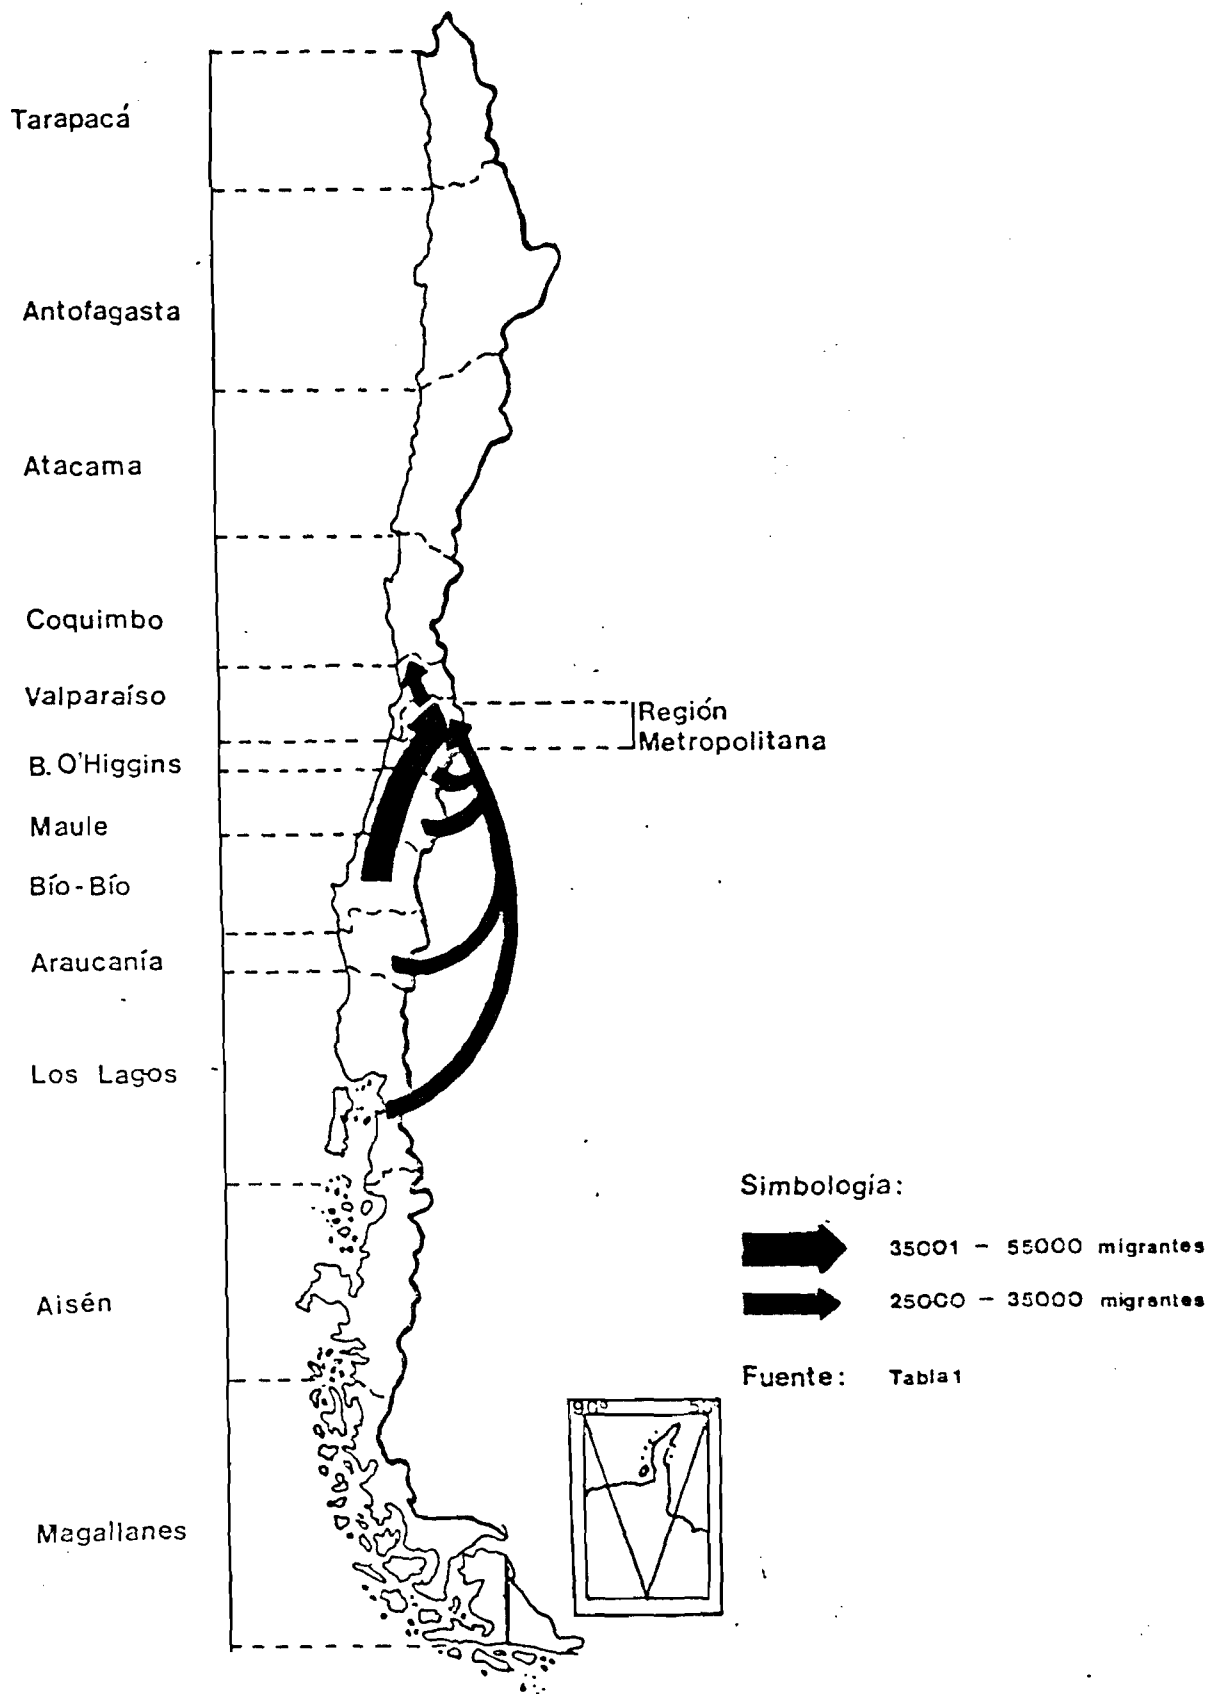 Tarapacá
Antofagasta
Atacama
Coquimbo
Valparaíso
Región
Metropolitana
B. O'Higgins
Maule
Bío-Bío
Araucanía
Los Lagos
Aisén
Magallanes
Simbología:
35001 - 55000 migrantes
25000 - 35000 migrantes
Fuente: Tabla 1